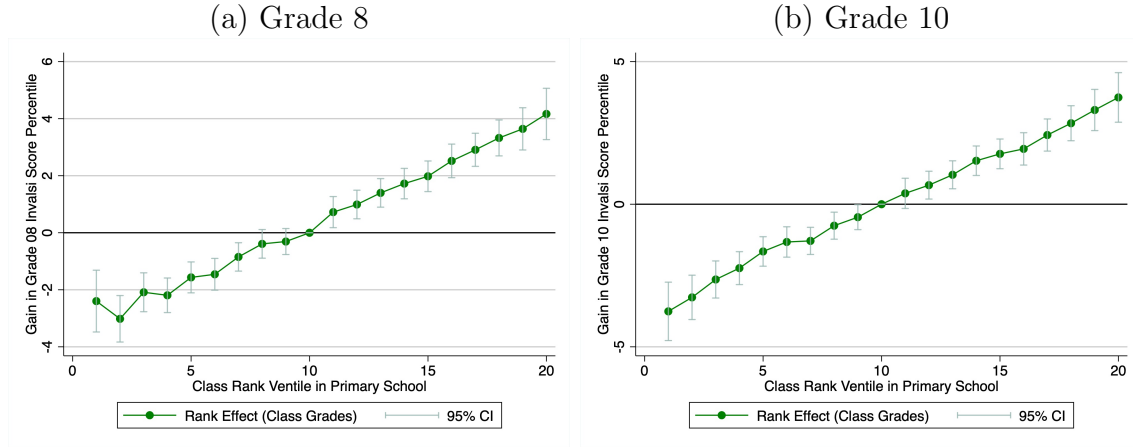 (a) Grade 8
6
4
2
0
-2
-4
Gain in Grade 08 Invalsi Score Percentile
0 5 10 15 20
Class Rank Ventile in Primary School
Rank Effect (Class Grades) 95% CI
(b) Grade 10
5
0
-5
Gain in Grade 10 Invalsi Score Percentile
0 5 10 15 20
Class Rank Ventile in Primary School
Rank Effect (Class Grades) 95% CI